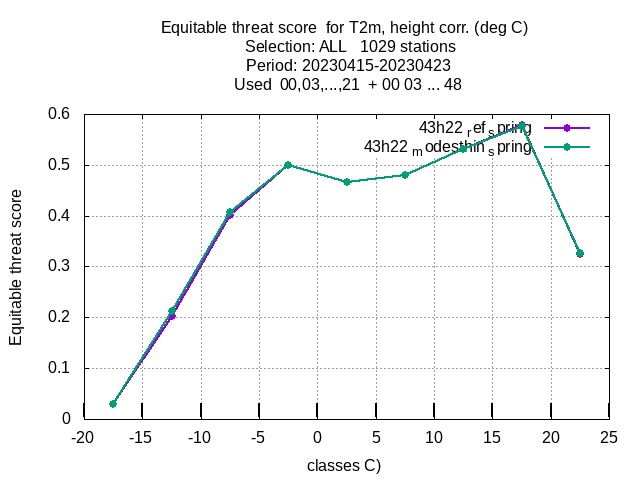 Equitable threat score for T2m, height corr. (deg C)
Selection: ALL 1029 stations
Period: 20230415-20230423
Used 00,03,...,21 + 00 03 ... 48
0.6
43h22 ref spring
43h22 modesthin spring
0.5
0.4
0.3
0.2
0.1
0
Equitable threat score
-20 -15 -10 -5 0 5 10 15 20 25
classes C)